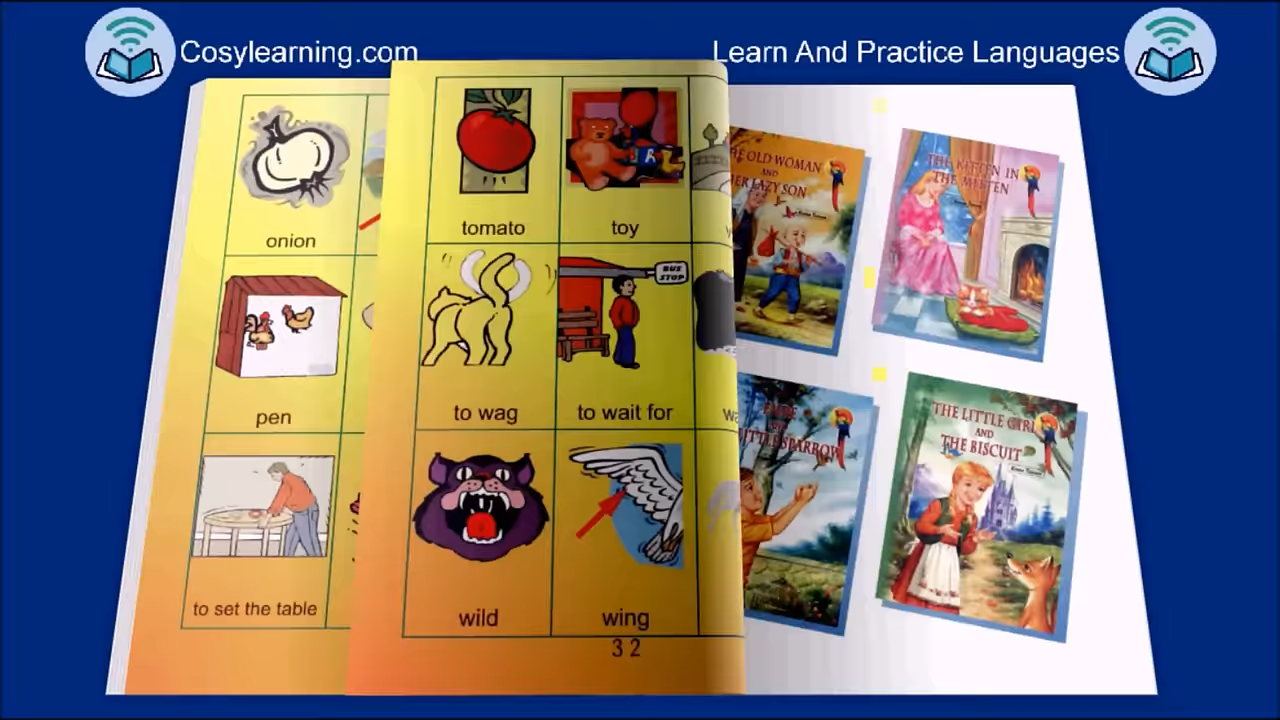 Cosylearning.com
Learn And Practice Languages
onion
pen
to set the table
tomato
toy
BUS
STOP
to wag
to wait for
wild
wing
32
OLD WOMAN
AND
LAZY SON
THE KITTEN IN
THE MITTEN
SPARROW
THE LITTLE GIRL
AND
THE BISCUIT